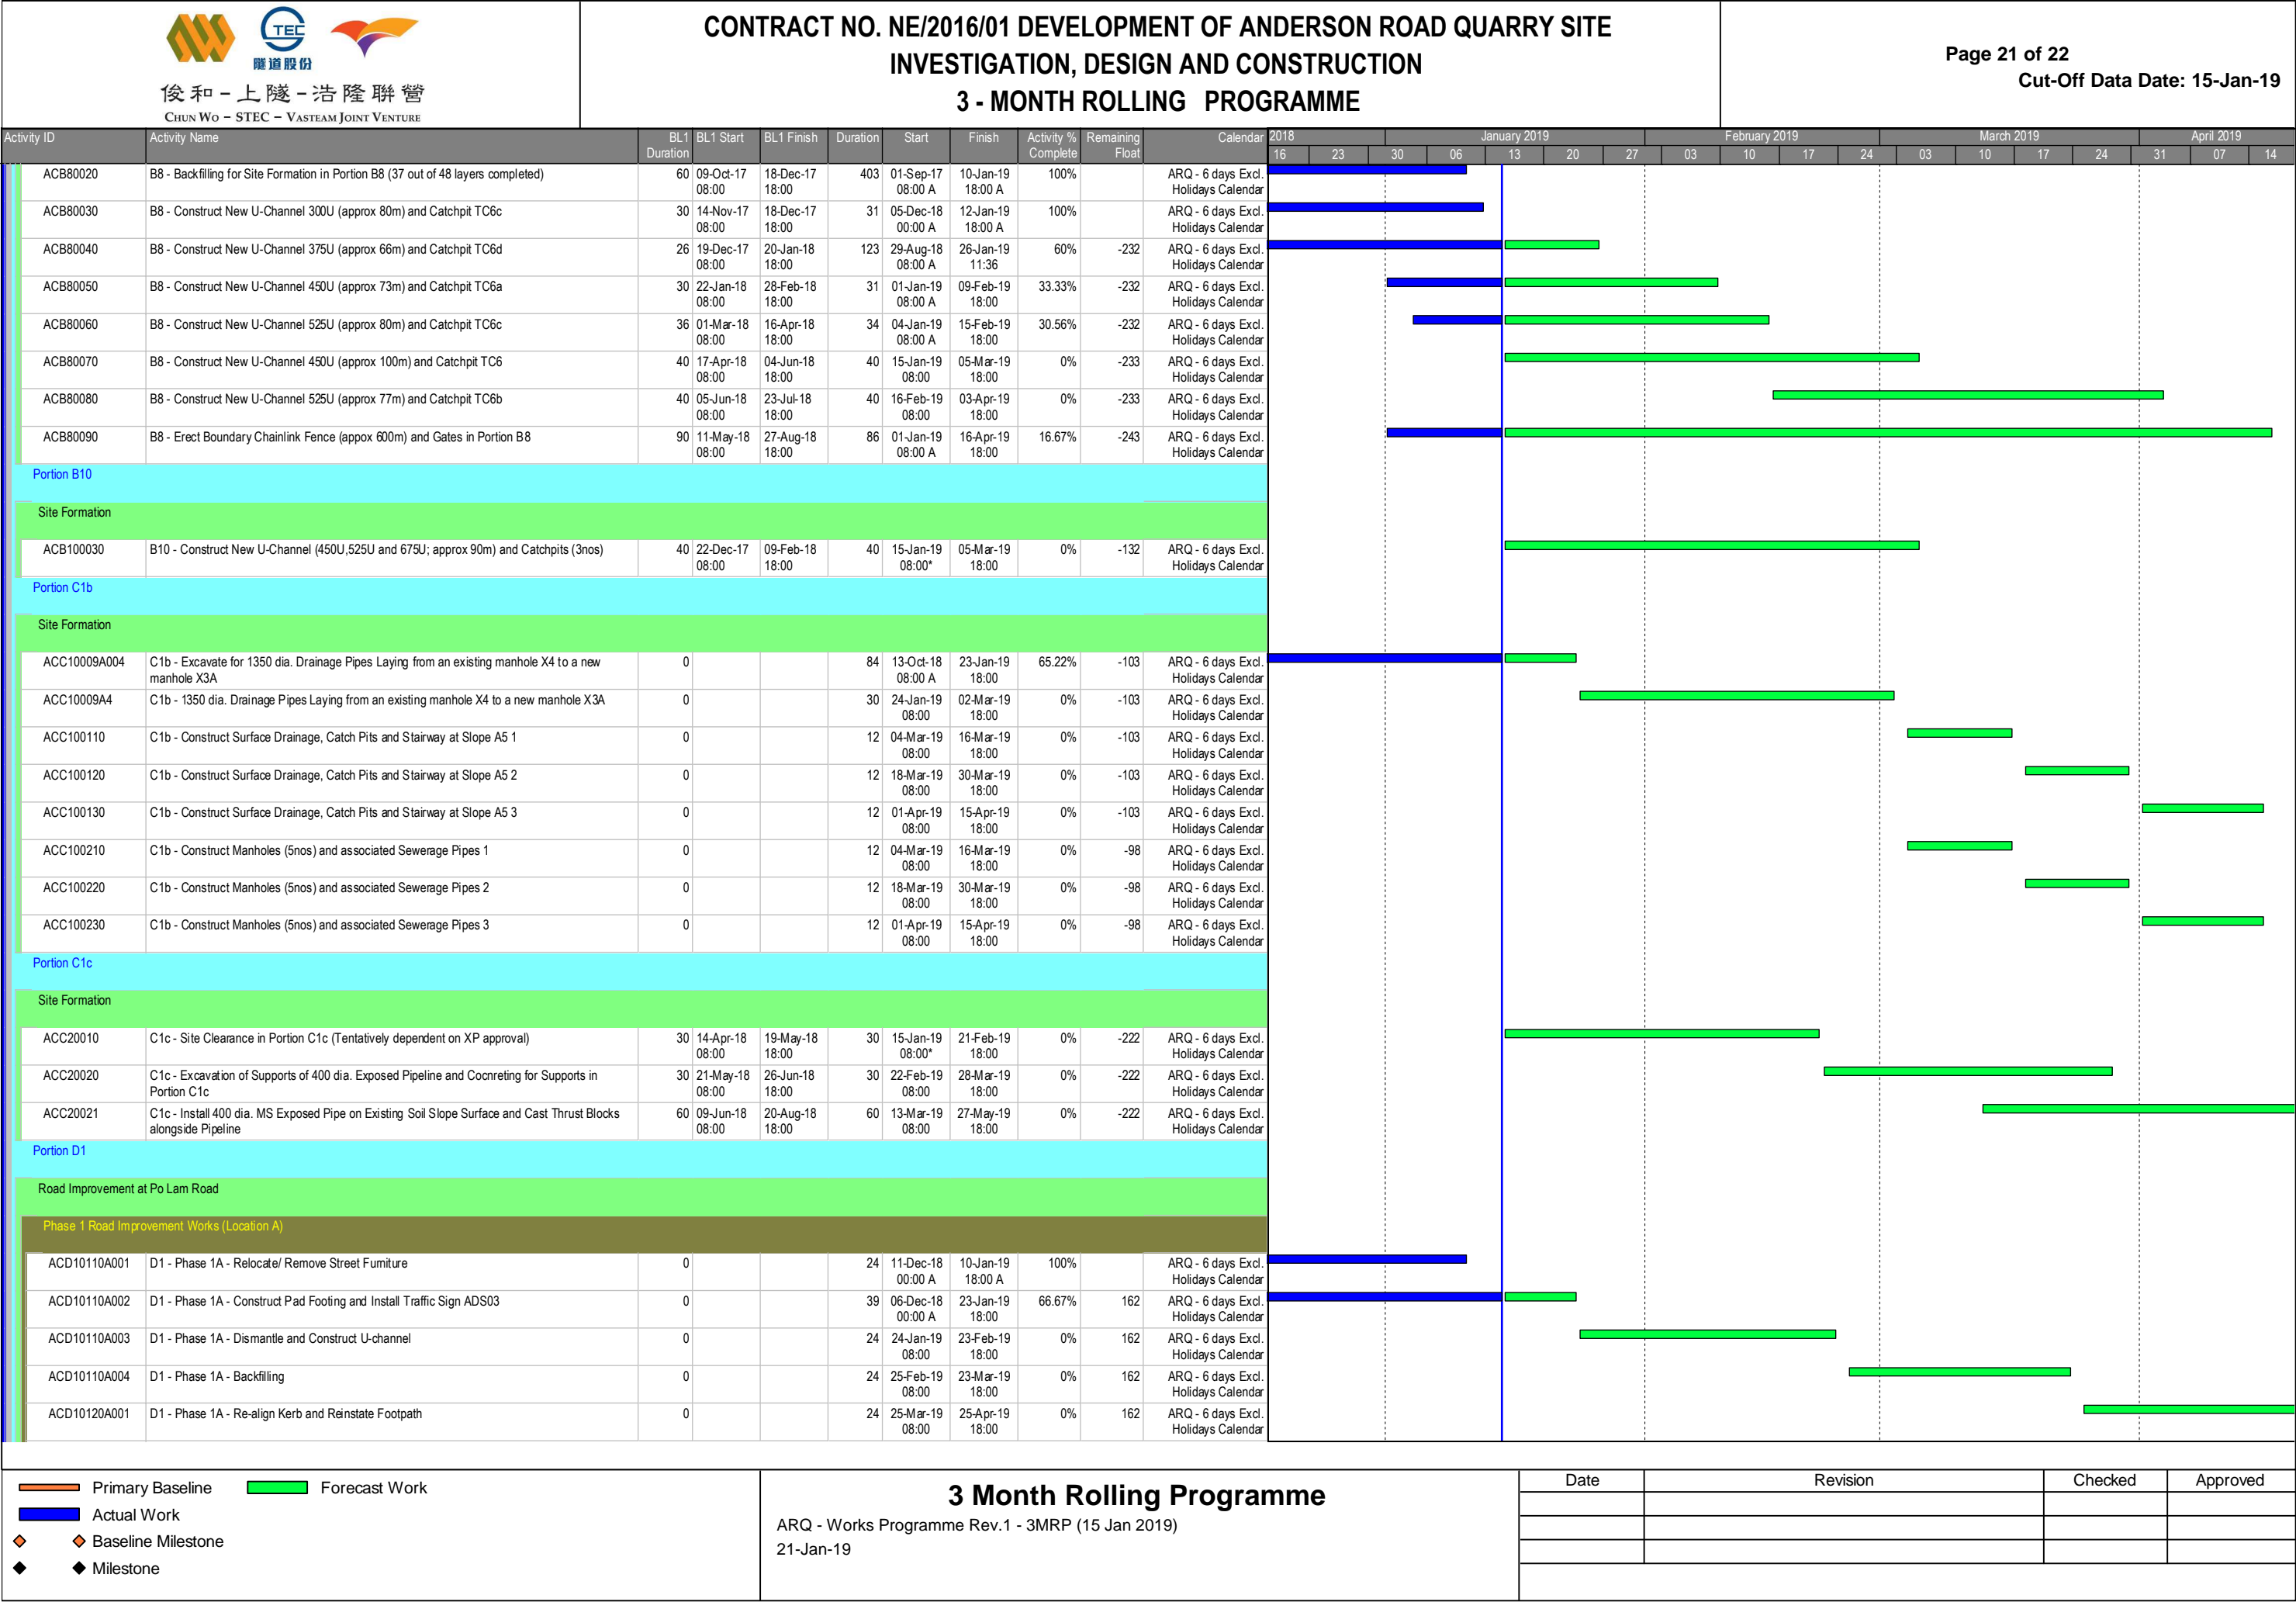 TEC
隧道股份
俊和－上隧－浩隆聯營
CHUN WO – STEC – VASTEAM JOINT VENTURE
CONTRACT NO. NE/2016/01 DEVELOPMENT OF ANDERSON ROAD QUARRY SITE
INVESTIGATION, DESIGN AND CONSTRUCTION
3 - MONTH ROLLING PROGRAMME
Page 21 of 22
Cut-Off Data Date: 15-Jan-19
Activity ID Activity Name BL1 BL1 Start BL1 Finish Duration Start Finish Activity % Remaining Calendar 2018 January 2019 February 2019 March 2019 April 2019
Duration Complete Float 16 23 30 06 13 20 27 03 10 17 24 03 10 17 24 31 07 14
ACB80020 B8 - Backfilling for Site Formation in Portion B8 (37 out of 48 layers completed) 60 09-Oct-17 18-Dec-17 403 01-Sep-17 10-Jan-19 100% ARQ - 6 days Excl.
08:00 18:00 08:00 A 18:00 A Holidays Calendar
ACB80030 B8 - Construct New U-Channel 300U (approx 80m) and Catchpit TC6c 30 14-Nov-17 18-Dec-17 31 05-Dec-18 12-Jan-19 100% ARQ - 6 days Excl.
08:00 18:00 00:00 A 18:00 A Holidays Calendar
ACB80040 B8 - Construct New U-Channel 375U (approx 66m) and Catchpit TC6d 26 19-Dec-17 20-Jan-18 123 29-Aug-18 26-Jan-19 60% -232 ARQ - 6 days Excl.
08:00 18:00 08:00 A 11:36 Holidays Calendar
ACB80050 B8 - Construct New U-Channel 450U (approx 73m) and Catchpit TC6a 30 22-Jan-18 28-Feb-18 31 01-Jan-19 09-Feb-19 33.33% -232 ARQ - 6 days Excl.
08:00 18:00 08:00 A 18:00 Holidays Calendar
ACB80060 B8 - Construct New U-Channel 525U (approx 80m) and Catchpit TC6c 36 01-Mar-18 16-Apr-18 34 04-Jan-19 15-Feb-19 30.56% -232 ARQ - 6 days Excl.
08:00 18:00 08:00 A 18:00 Holidays Calendar
ACB80070 B8 - Construct New U-Channel 450U (approx 100m) and Catchpit TC6 40 17-Apr-18 04-Jun-18 40 15-Jan-19 05-Mar-19 0% -233 ARQ - 6 days Excl.
08:00 18:00 08:00 18:00 Holidays Calendar
ACB80080 B8 - Construct New U-Channel 525U (approx 77m) and Catchpit TC6b 40 05-Jun-18 23-Jul-18 40 16-Feb-19 03-Apr-19 0% -233 ARQ - 6 days Excl.
08:00 18:00 08:00 18:00 Holidays Calendar
ACB80090 B8 - Erect Boundary Chainlink Fence (appox 600m) and Gates in Portion B8 90 11-May-18 27-Aug-18 86 01-Jan-19 16-Apr-19 16.67% -243 ARQ - 6 days Excl.
08:00 18:00 08:00 A 18:00 Holidays Calendar
Portion B10
Site Formation
ACB100030 B10 - Construct New U-Channel (450U,525U and 675U; approx 90m) and Catchpits (3nos) 40 22-Dec-17 09-Feb-18 40 15-Jan-19 05-Mar-19 0% -132 ARQ - 6 days Excl.
08:00 18:00 08:00* 18:00 Holidays Calendar
Portion C1b
Site Formation
ACC10009A004 C1b - Excavate for 1350 dia. Drainage Pipes Laying from an existing manhole X4 to a new 0 84 13-Oct-18 23-Jan-19 65.22% -103 ARQ - 6 days Excl.
manhole X3A 08:00 A 18:00 Holidays Calendar
ACC10009A4 C1b - 1350 dia. Drainage Pipes Laying from an existing manhole X4 to a new manhole X3A 0 30 24-Jan-19 02-Mar-19 0% -103 ARQ - 6 days Excl.
08:00 18:00 Holidays Calendar
ACC100110 C1b - Construct Surface Drainage, Catch Pits and Stairway at Slope A5 1 0 12 04-Mar-19 16-Mar-19 0% -103 ARQ - 6 days Excl.
08:00 18:00 Holidays Calendar
ACC100120 C1b - Construct Surface Drainage, Catch Pits and Stairway at Slope A5 2 0 12 18-Mar-19 30-Mar-19 0% -103 ARQ - 6 days Excl.
08:00 18:00 Holidays Calendar
ACC100130 C1b - Construct Surface Drainage, Catch Pits and Stairway at Slope A5 3 0 12 01-Apr-19 15-Apr-19 0% -103 ARQ - 6 days Excl.
08:00 18:00 Holidays Calendar
ACC100210 C1b - Construct Manholes (5nos) and associated Sewerage Pipes 1 0 12 04-Mar-19 16-Mar-19 0% -98 ARQ - 6 days Excl.
08:00 18:00 Holidays Calendar
ACC100220 C1b - Construct Manholes (5nos) and associated Sewerage Pipes 2 0 12 18-Mar-19 30-Mar-19 0% -98 ARQ - 6 days Excl.
08:00 18:00 Holidays Calendar
ACC100230 C1b - Construct Manholes (5nos) and associated Sewerage Pipes 3 0 12 01-Apr-19 15-Apr-19 0% -98 ARQ - 6 days Excl.
08:00 18:00 Holidays Calendar
Portion C1c
Site Formation
ACC20010 C1c - Site Clearance in Portion C1c (Tentatively dependent on XP approval) 30 14-Apr-18 19-May-18 30 15-Jan-19 21-Feb-19 0% -222 ARQ - 6 days Excl.
08:00 18:00 08:00* 18:00 Holidays Calendar
ACC20020 C1c - Excavation of Supports of 400 dia. Exposed Pipeline and Cocnreting for Supports in 30 21-May-18 26-Jun-18 30 22-Feb-19 28-Mar-19 0% -222 ARQ - 6 days Excl.
Portion C1c 08:00 18:00 08:00 18:00 Holidays Calendar
ACC20021 C1c - Install 400 dia. MS Exposed Pipe on Existing Soil Slope Surface and Cast Thrust Blocks 60 09-Jun-18 20-Aug-18 60 13-Mar-19 27-May-19 0% -222 ARQ - 6 days Excl.
alongside Pipeline 08:00 18:00 08:00 18:00 Holidays Calendar
Portion D1
Road Improvement at Po Lam Road
Phase 1 Road Improvement Works (Location A)
ACD10110A001 D1 - Phase 1A - Relocate/ Remove Street Furniture 0 24 11-Dec-18 10-Jan-19 100% ARQ - 6 days Excl.
00:00 A 18:00 A Holidays Calendar
ACD10110A002 D1 - Phase 1A - Construct Pad Footing and Install Traffic Sign ADS03 0 39 06-Dec-18 23-Jan-19 66.67% 162 ARQ - 6 days Excl.
00:00 A 18:00 Holidays Calendar
ACD10110A003 D1 - Phase 1A - Dismantle and Construct U-channel 0 24 24-Jan-19 23-Feb-19 0% 162 ARQ - 6 days Excl.
08:00 18:00 Holidays Calendar
ACD10110A004 D1 - Phase 1A - Backfilling 0 24 25-Feb-19 23-Mar-19 0% 162 ARQ - 6 days Excl.
08:00 18:00 Holidays Calendar
ACD10120A001 D1 - Phase 1A - Re-align Kerb and Reinstate Footpath 0 24 25-Mar-19 25-Apr-19 0% 162 ARQ - 6 days Excl.
08:00 18:00 Holidays Calendar
Primary Baseline Forecast Work
Actual Work
Baseline Milestone
Milestone
3 Month Rolling Programme
ARQ - Works Programme Rev.1 - 3MRP (15 Jan 2019)
21-Jan-19
Date Revision Checked Approved